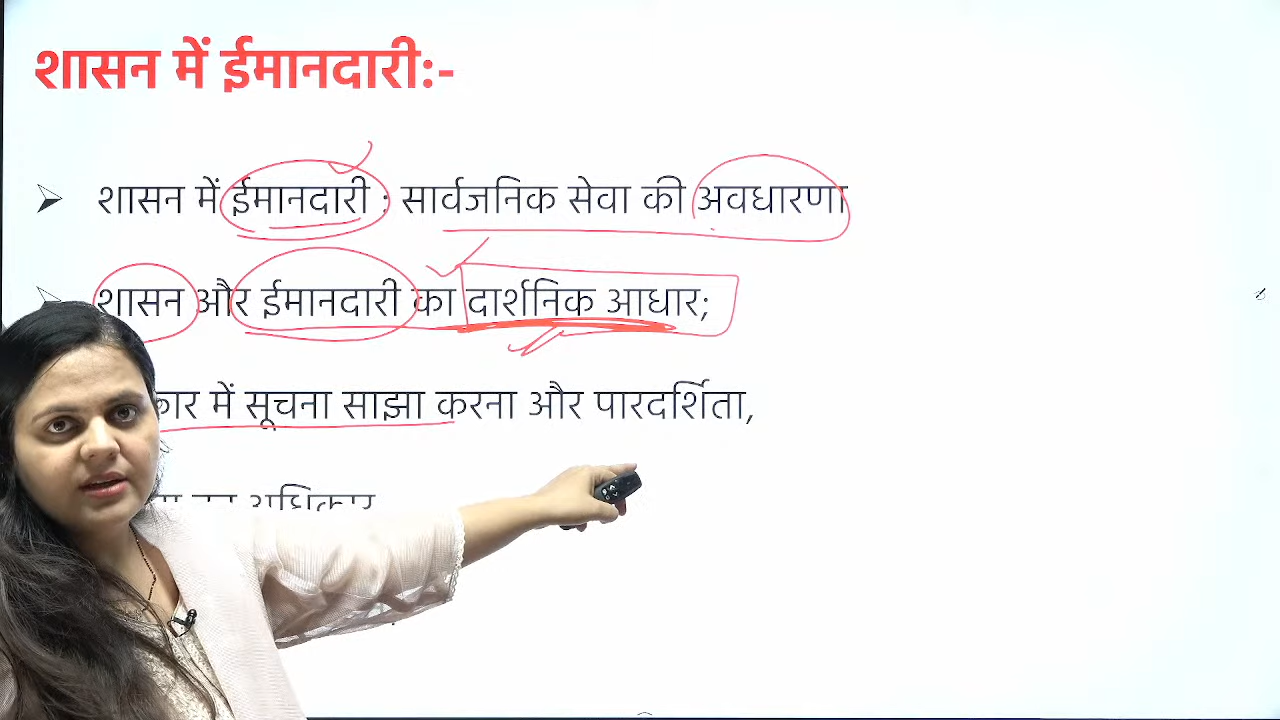 शासन में ईमानदारी:-
शासन में ईमानदारी : सार्वजनिक सेवा की अवधारणा
शासन और ईमानदारी का दार्शनिक आधार;
में सूचना साझा करना और पारदर्शिता,
अधिकार